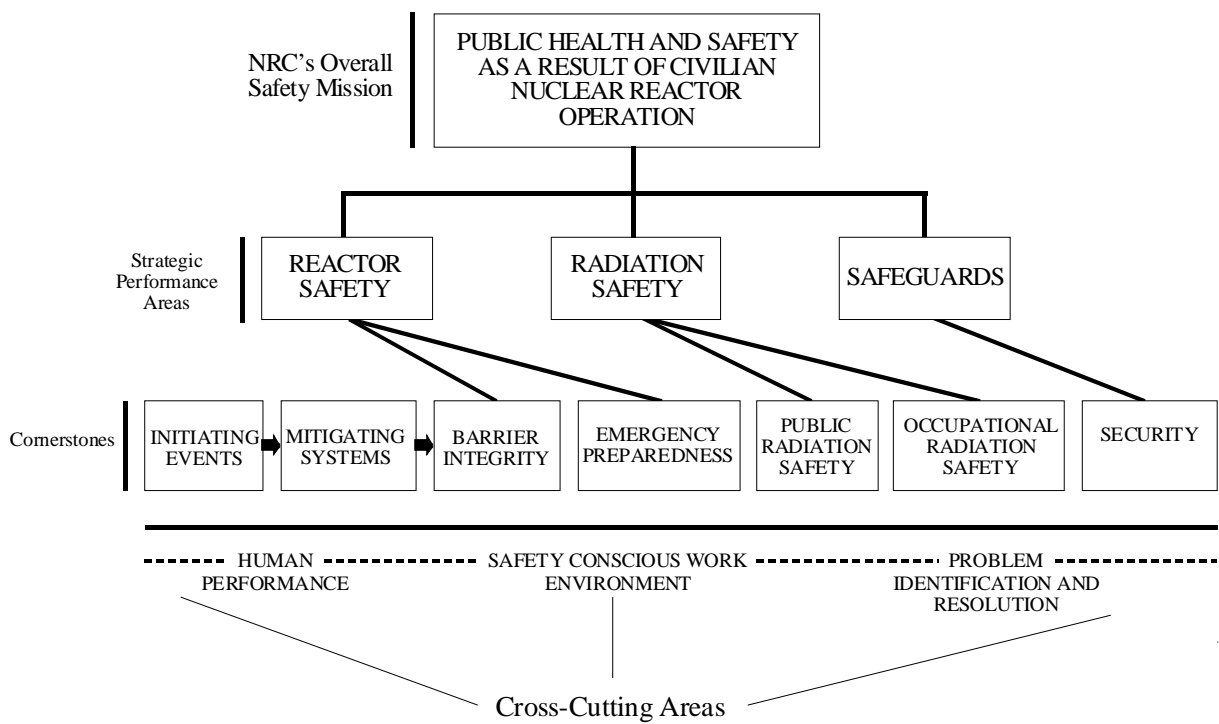 NRC's Overall
Safety Mission
PUBLIC HEALTH AND SAFETY
AS A RESULT OF CIVILIAN
NUCLEAR REACTOR
OPERATION
Strategic
Performance
Areas
REACTOR
SAFETY
RADIATION
SAFETY
SAFEGUARDS
Cornerstones
INITIATING
EVENTS
MITIGATING
SYSTEMS
BARRIER
INTEGRITY
EMERGENCY
PREPAREDNESS
PUBLIC
RADIATION
SAFETY
OCCUPATIONAL
RADIATION
SAFETY
SECURITY
HUMAN
PERFORMANCE
SAFETY CONSCIOUS WORK
ENVIRONMENT
PROBLEM
IDENTIFICATION AND
RESOLUTION
Cross-Cutting Areas